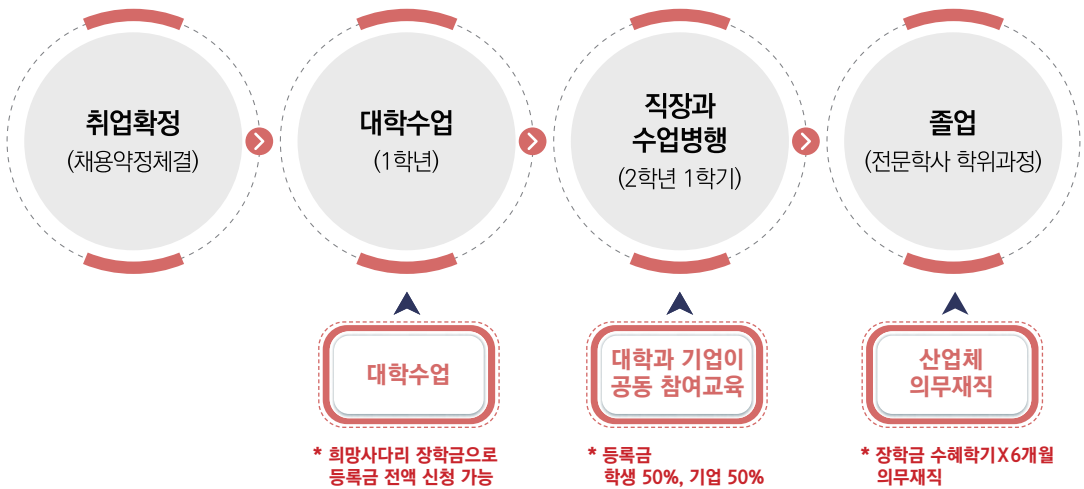 취업확정
(채용약정체결)
대학수업
(1학년)
직장과
수업병행
(2학년 1학기)
졸업
(전문학사 학위과정)
대학수업
* 희망사다리 장학금으로
등록금 전액 신청 가능
대학과 기업이
공동 참여교육
* 등록금
학생 50%, 기업 50%
산업체
의무재직
* 장학금 수혜학기X6개월
의무재직